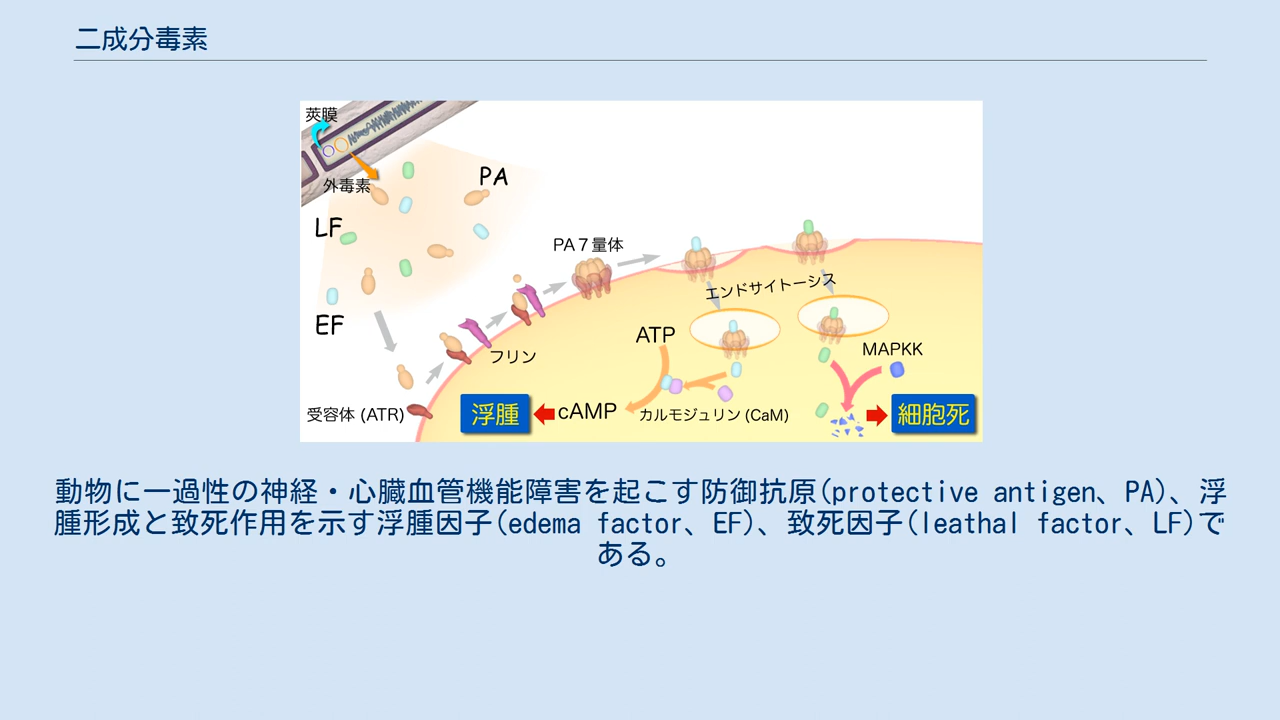 二成分毒素
莢膜
外毒素
PA
LF
EF
PA７量体
エンドサイトーシス
ATP
MAPKK
フリン
受容体 (ATR)
浮腫
cAMP
カルモジュリン (CaM)
細胞死
動物に一過性の神経・心臓血管機能障害を起こす防御抗原(protective antigen、PA)、浮
腫形成と致死作用を示す浮腫因子(edema factor、EF)、致死因子(leathal factor、LF)で
ある。